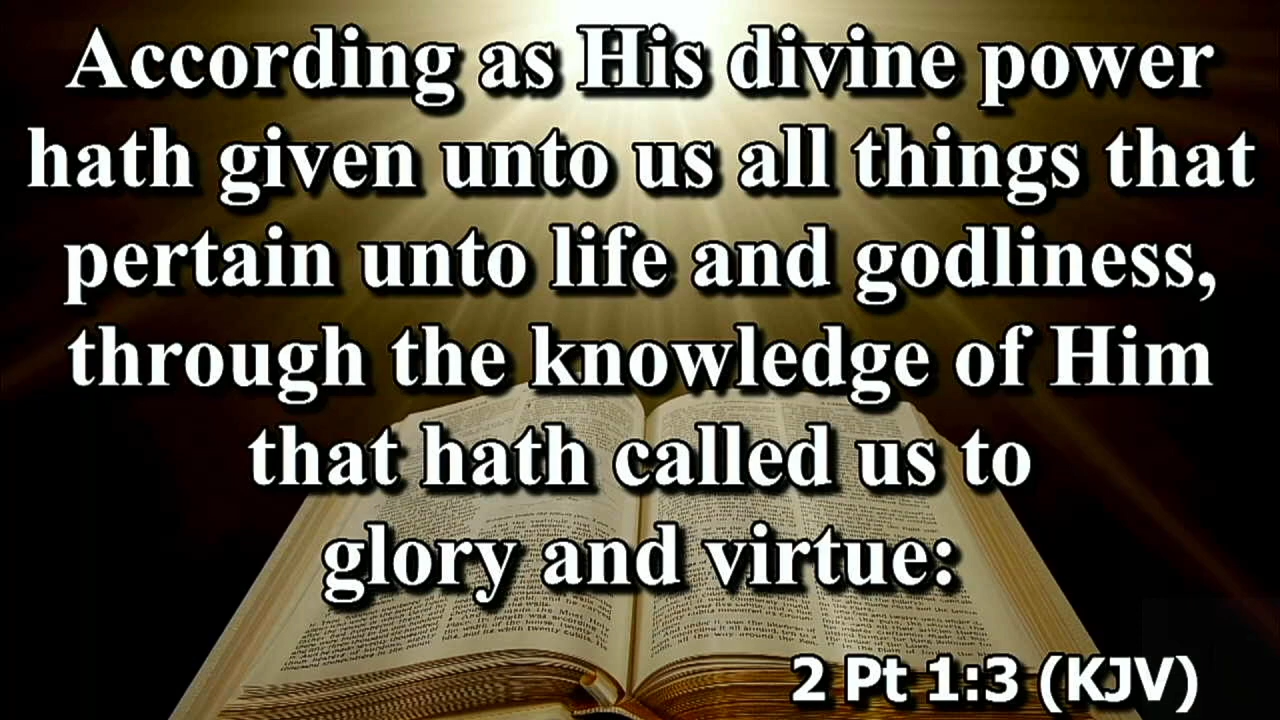 According as His divine power
hath given unto us all things that
pertain unto life and godliness,
through the knowledge of Him
that hath called us to
glory and virtue:
2 Pt 1:3 (KJV)